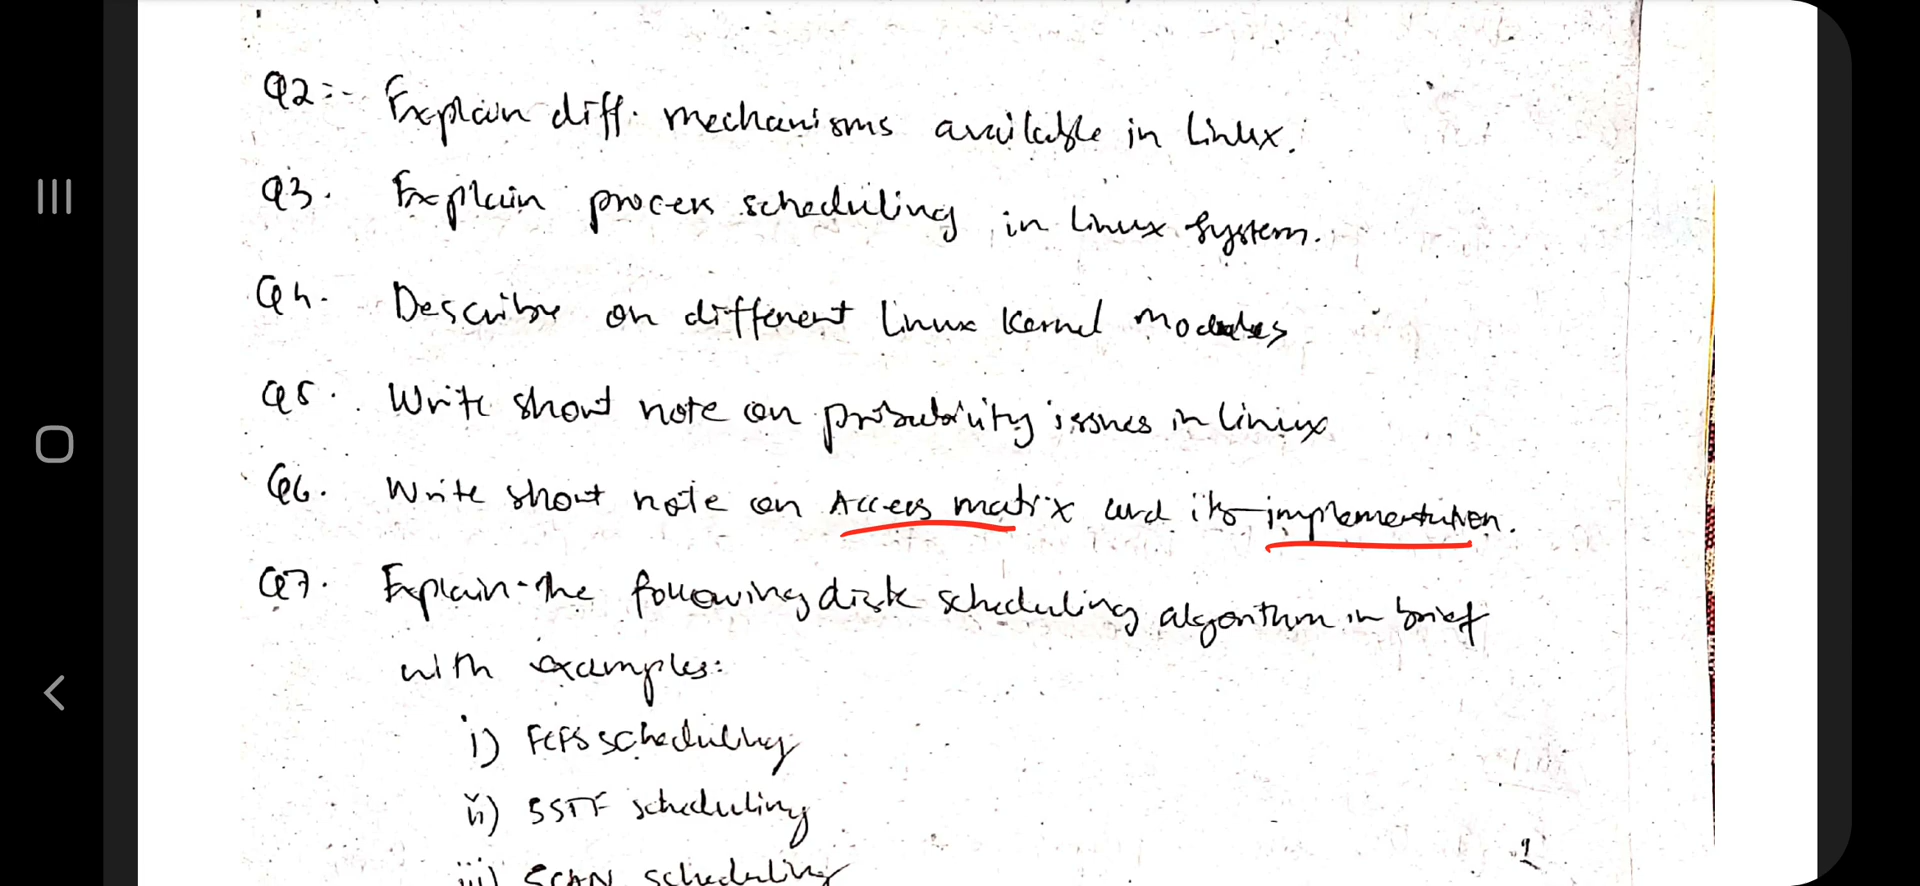 Q2:- Explain diff. mechanisms available in Linux.
Q3. Explain process scheduling in Linux System.
Q4. Describe on different Linux Kernel Modules
Q5. Write short note on issues in Linux
Q6. Write short note on Access matrix and its implementation.
Q7. Explain the following disk scheduling algorithm in brief
with examples:
i) FCFS scheduling
ii) SSTF scheduling
iii) SCAN scheduling